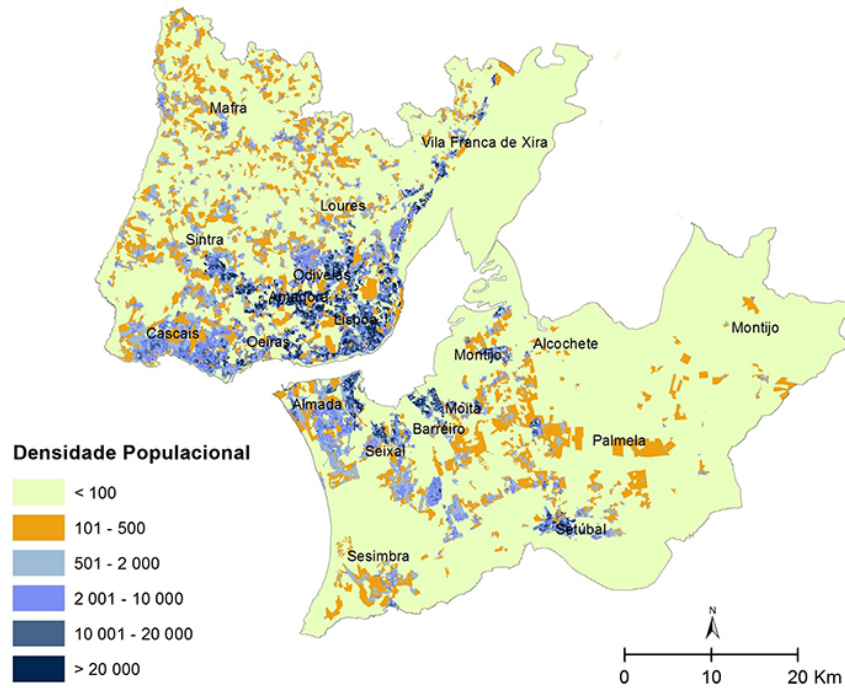 Mafra
Vila Franca de Xira
Loures
Sintra
Odivelas
Amadora
Lisboa
Cascais
Oeiras
Montijo
Alcochete
Montijo
Almada
Moita
Barreiro
Palmela
Seixal
Setúbal
Sesimbra
Densidade Populacional
< 100
101 - 500
501 - 2 000
2 001 - 10 000
10 001 - 20 000
> 20 000
N
0 10 20 Km